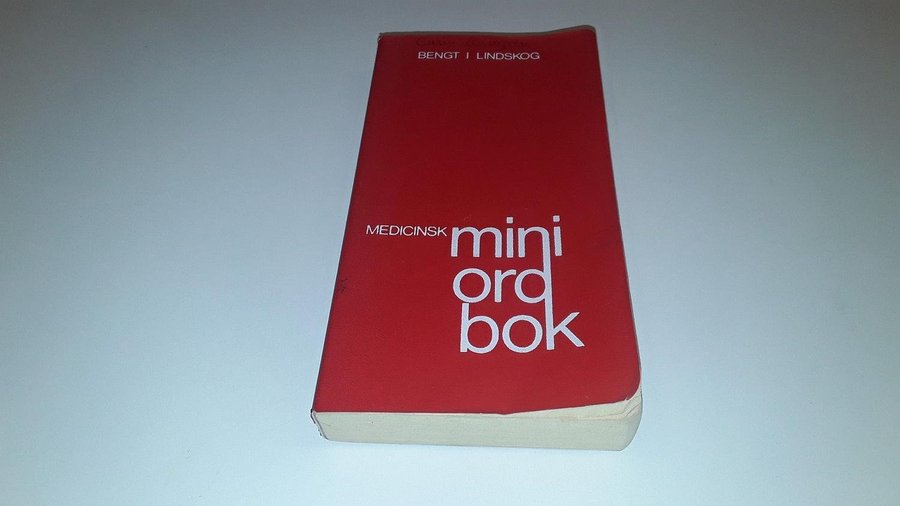 BENGT I LINDSKOG
MEDICINSK mini
ord
bok